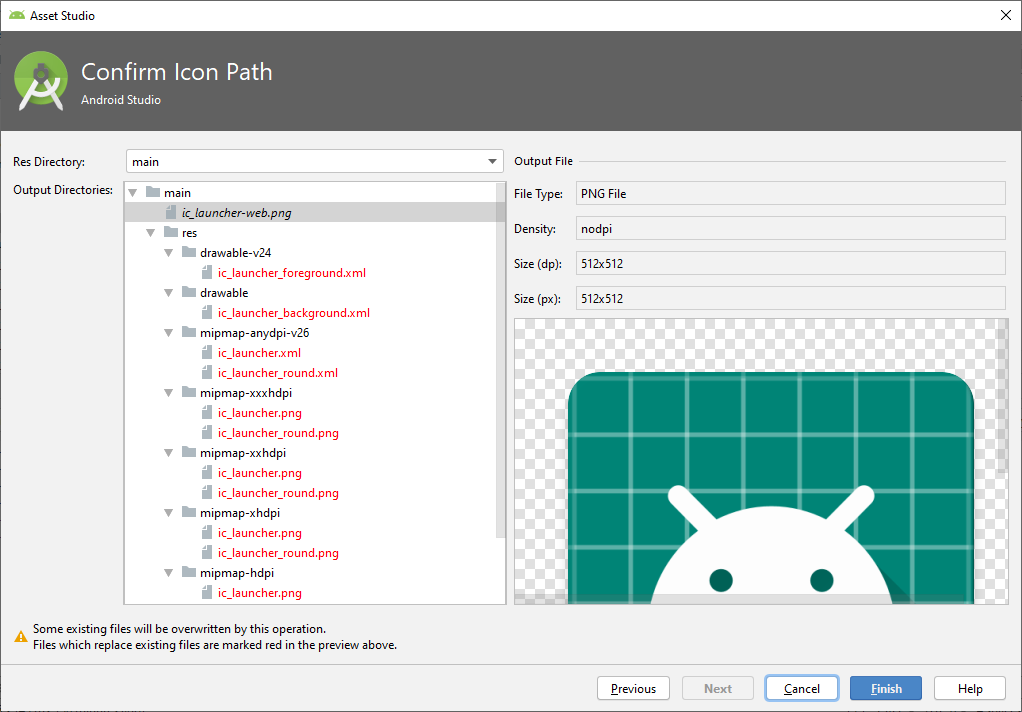 Asset Studio
Confirm Icon Path
Android Studio
Res Directory:
main
Output Directories:
main
ic_launcher-web.png
res
drawable-v24
ic_launcher_foreground.xml
drawable
ic_launcher_background.xml
mipmap-anydpi-v26
ic_launcher.xml
ic_launcher_round.xml
mipmap-xxxhdpi
ic_launcher.png
ic_launcher_round.png
mipmap-xxhdpi
ic_launcher.png
ic_launcher_round.png
mipmap-xhdpi
ic_launcher.png
ic_launcher_round.png
mipmap-hdpi
ic_launcher.png
Output File
File Type:
PNG File
Density:
nodpi
Size (dp):
512x512
Size (px):
512x512
Some existing files will be overwritten by this operation.
Files which replace existing files are marked red in the preview above.
Previous
Next
Cancel
Finish
Help